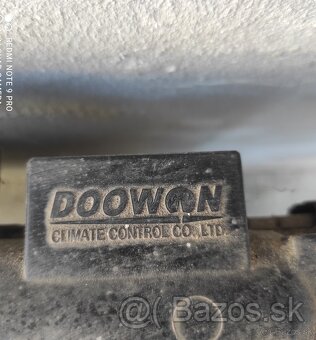 REDMI NOTE 9 PRO
DOOWON
CLIMATE CONTROL CO., LTD.
Bazos.sk